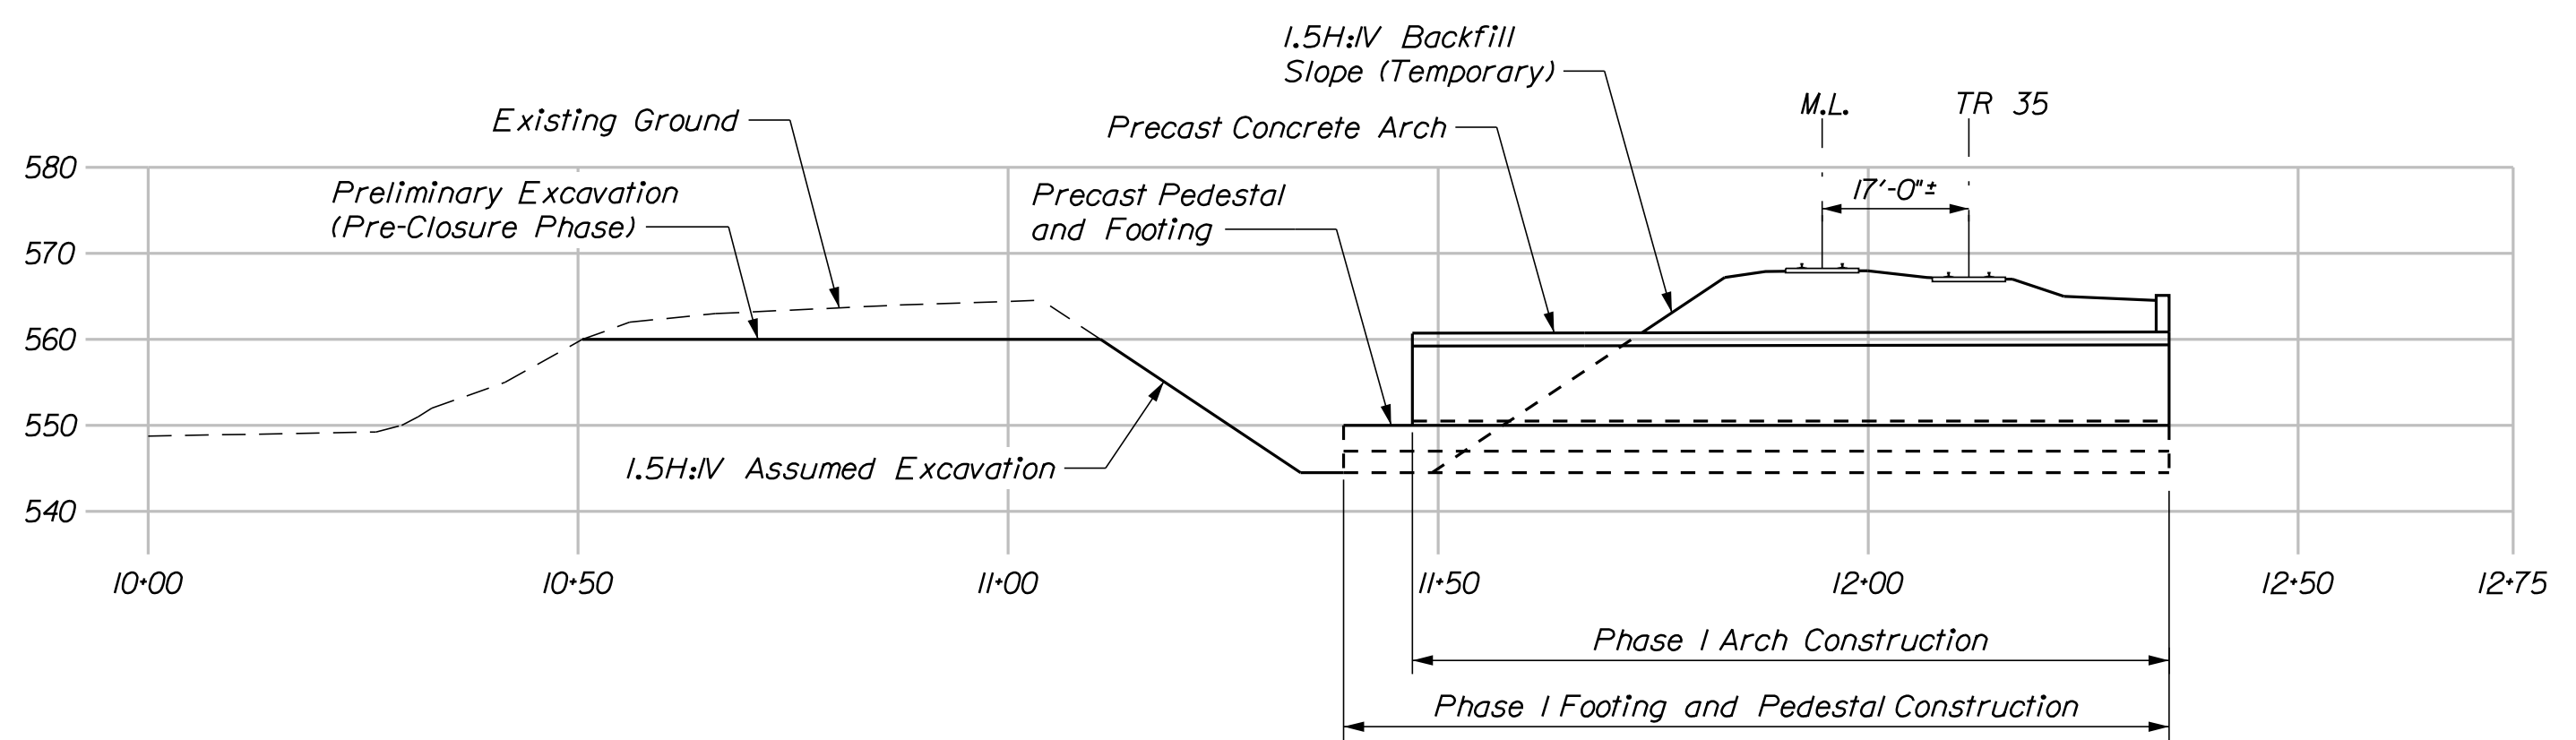 1.5H:1V Backfill
Slope (Temporary)
M.L.
TR 35
Existing Ground
Precast Concrete Arch
580
Preliminary Excavation
(Pre-Closure Phase)
Precast Pedestal
and Footing
17'-0"±
570
560
550
1.5H:1V Assumed Excavation
540
10+00
10+50
11+00
11+50
12+00
12+50
12+75
Phase 1 Arch Construction
Phase 1 Footing and Pedestal Construction